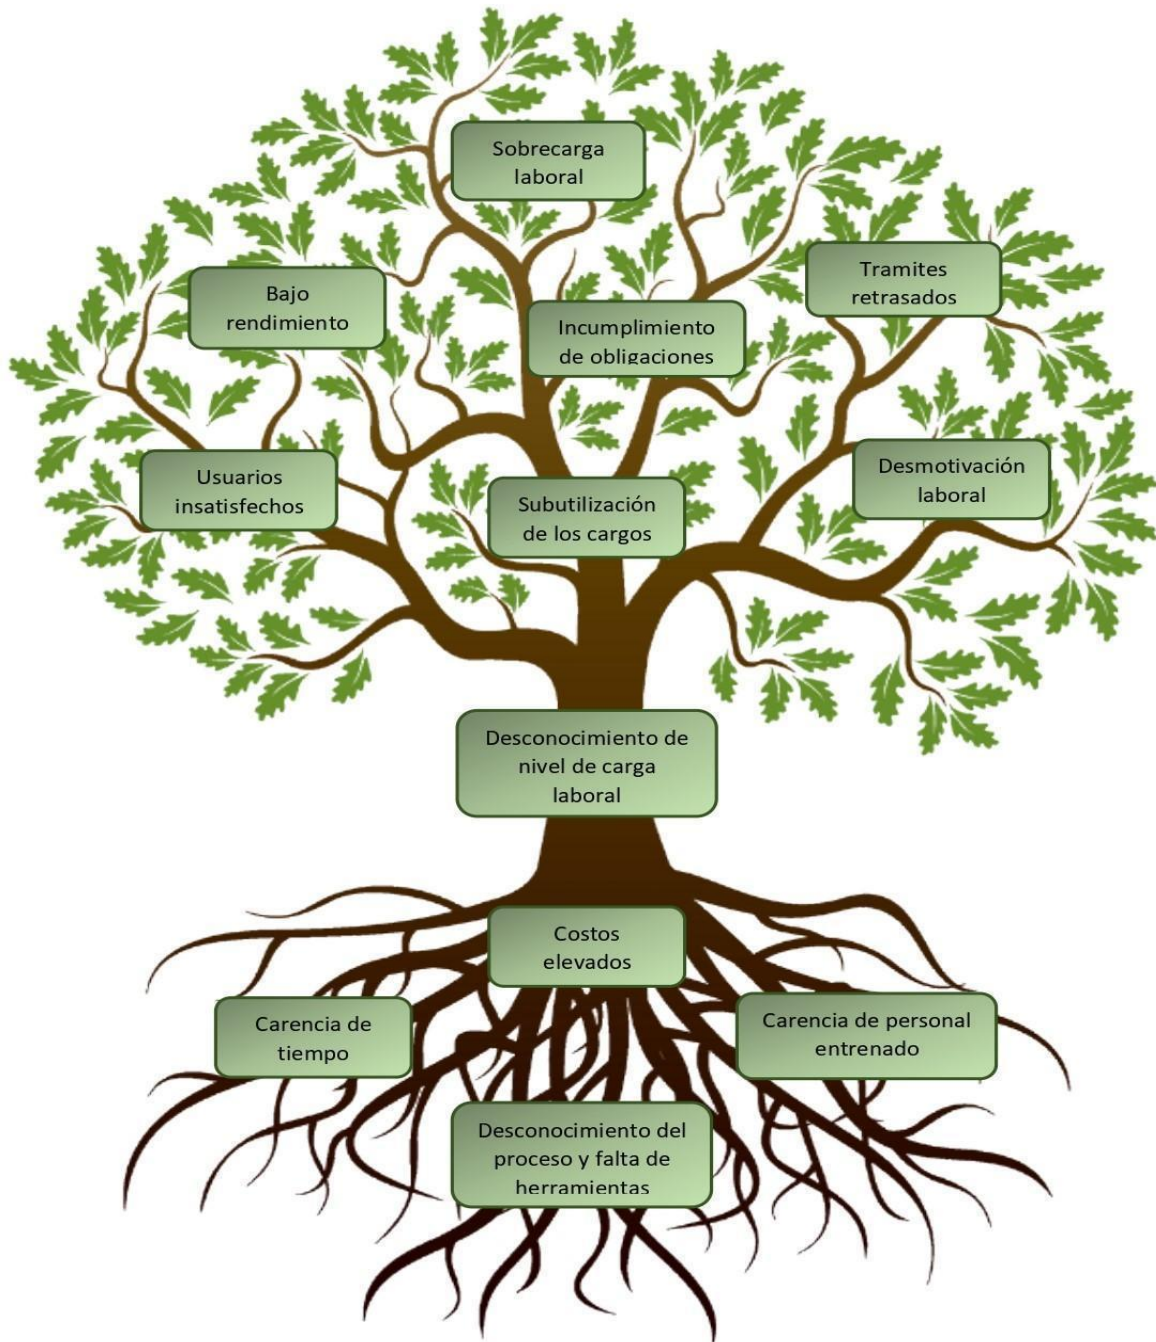 Sobrecarga
laboral
Tramites
retrasados
Bajo
rendimiento
Incumplimiento
de obligaciones
Desmotivación
laboral
Usuarios
insatisfechos
Subutilización
de los cargos
Desconocimiento de
nivel de carga
laboral
Costos
elevados
Carencia de
tiempo
Carencia de personal
entrenado
Desconocimiento del
proceso y falta de
herramientas